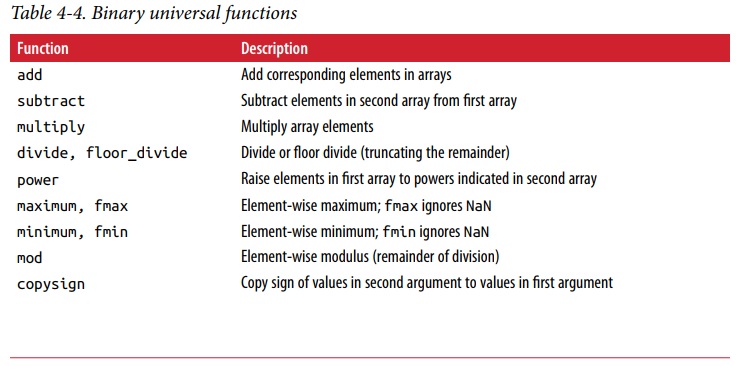 Table 4-4. Binary universal functions
Function Description
add Add corresponding elements in arrays
subtract Subtract elements in second array from first array
multiply Multiply array elements
divide, floor_divide Divide or floor divide (truncating the remainder)
power Raise elements in first array to powers indicated in second array
maximum, fmax Element-wise maximum; fmax ignores NaN
minimum, fmin Element-wise minimum; fmin ignores NaN
mod Element-wise modulus (remainder of division)
copysign Copy sign of values in second argument to values in first argument